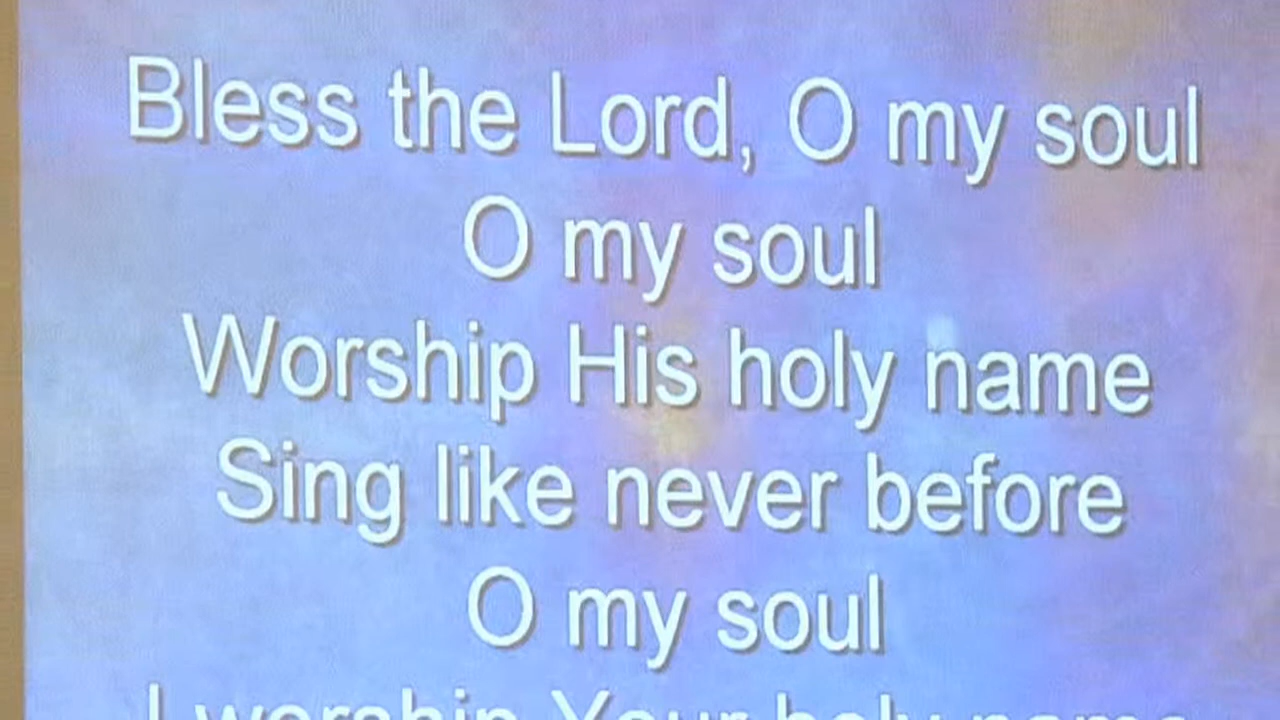 Bless the Lord, O my soul
O my soul
Worship His holy name
Sing like never before
O my soul
I worship Your holy name